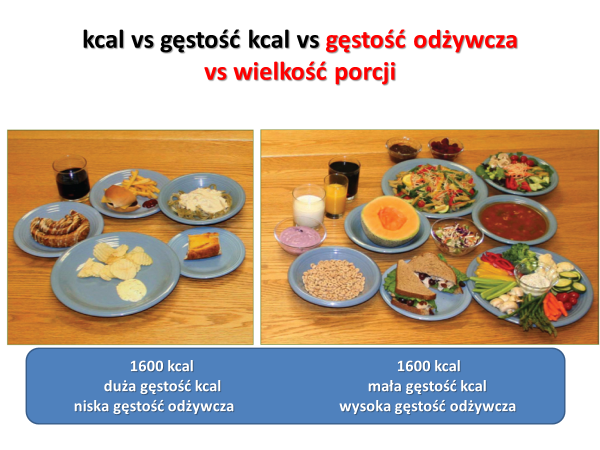 kcal vs gęstość kcal vs gęstość odżywcza
vs wielkość porcji
1600 kcal
duża gęstość kcal
niska gęstość odżywcza
1600 kcal
mała gęstość kcal
wysoka gęstość odżywcza